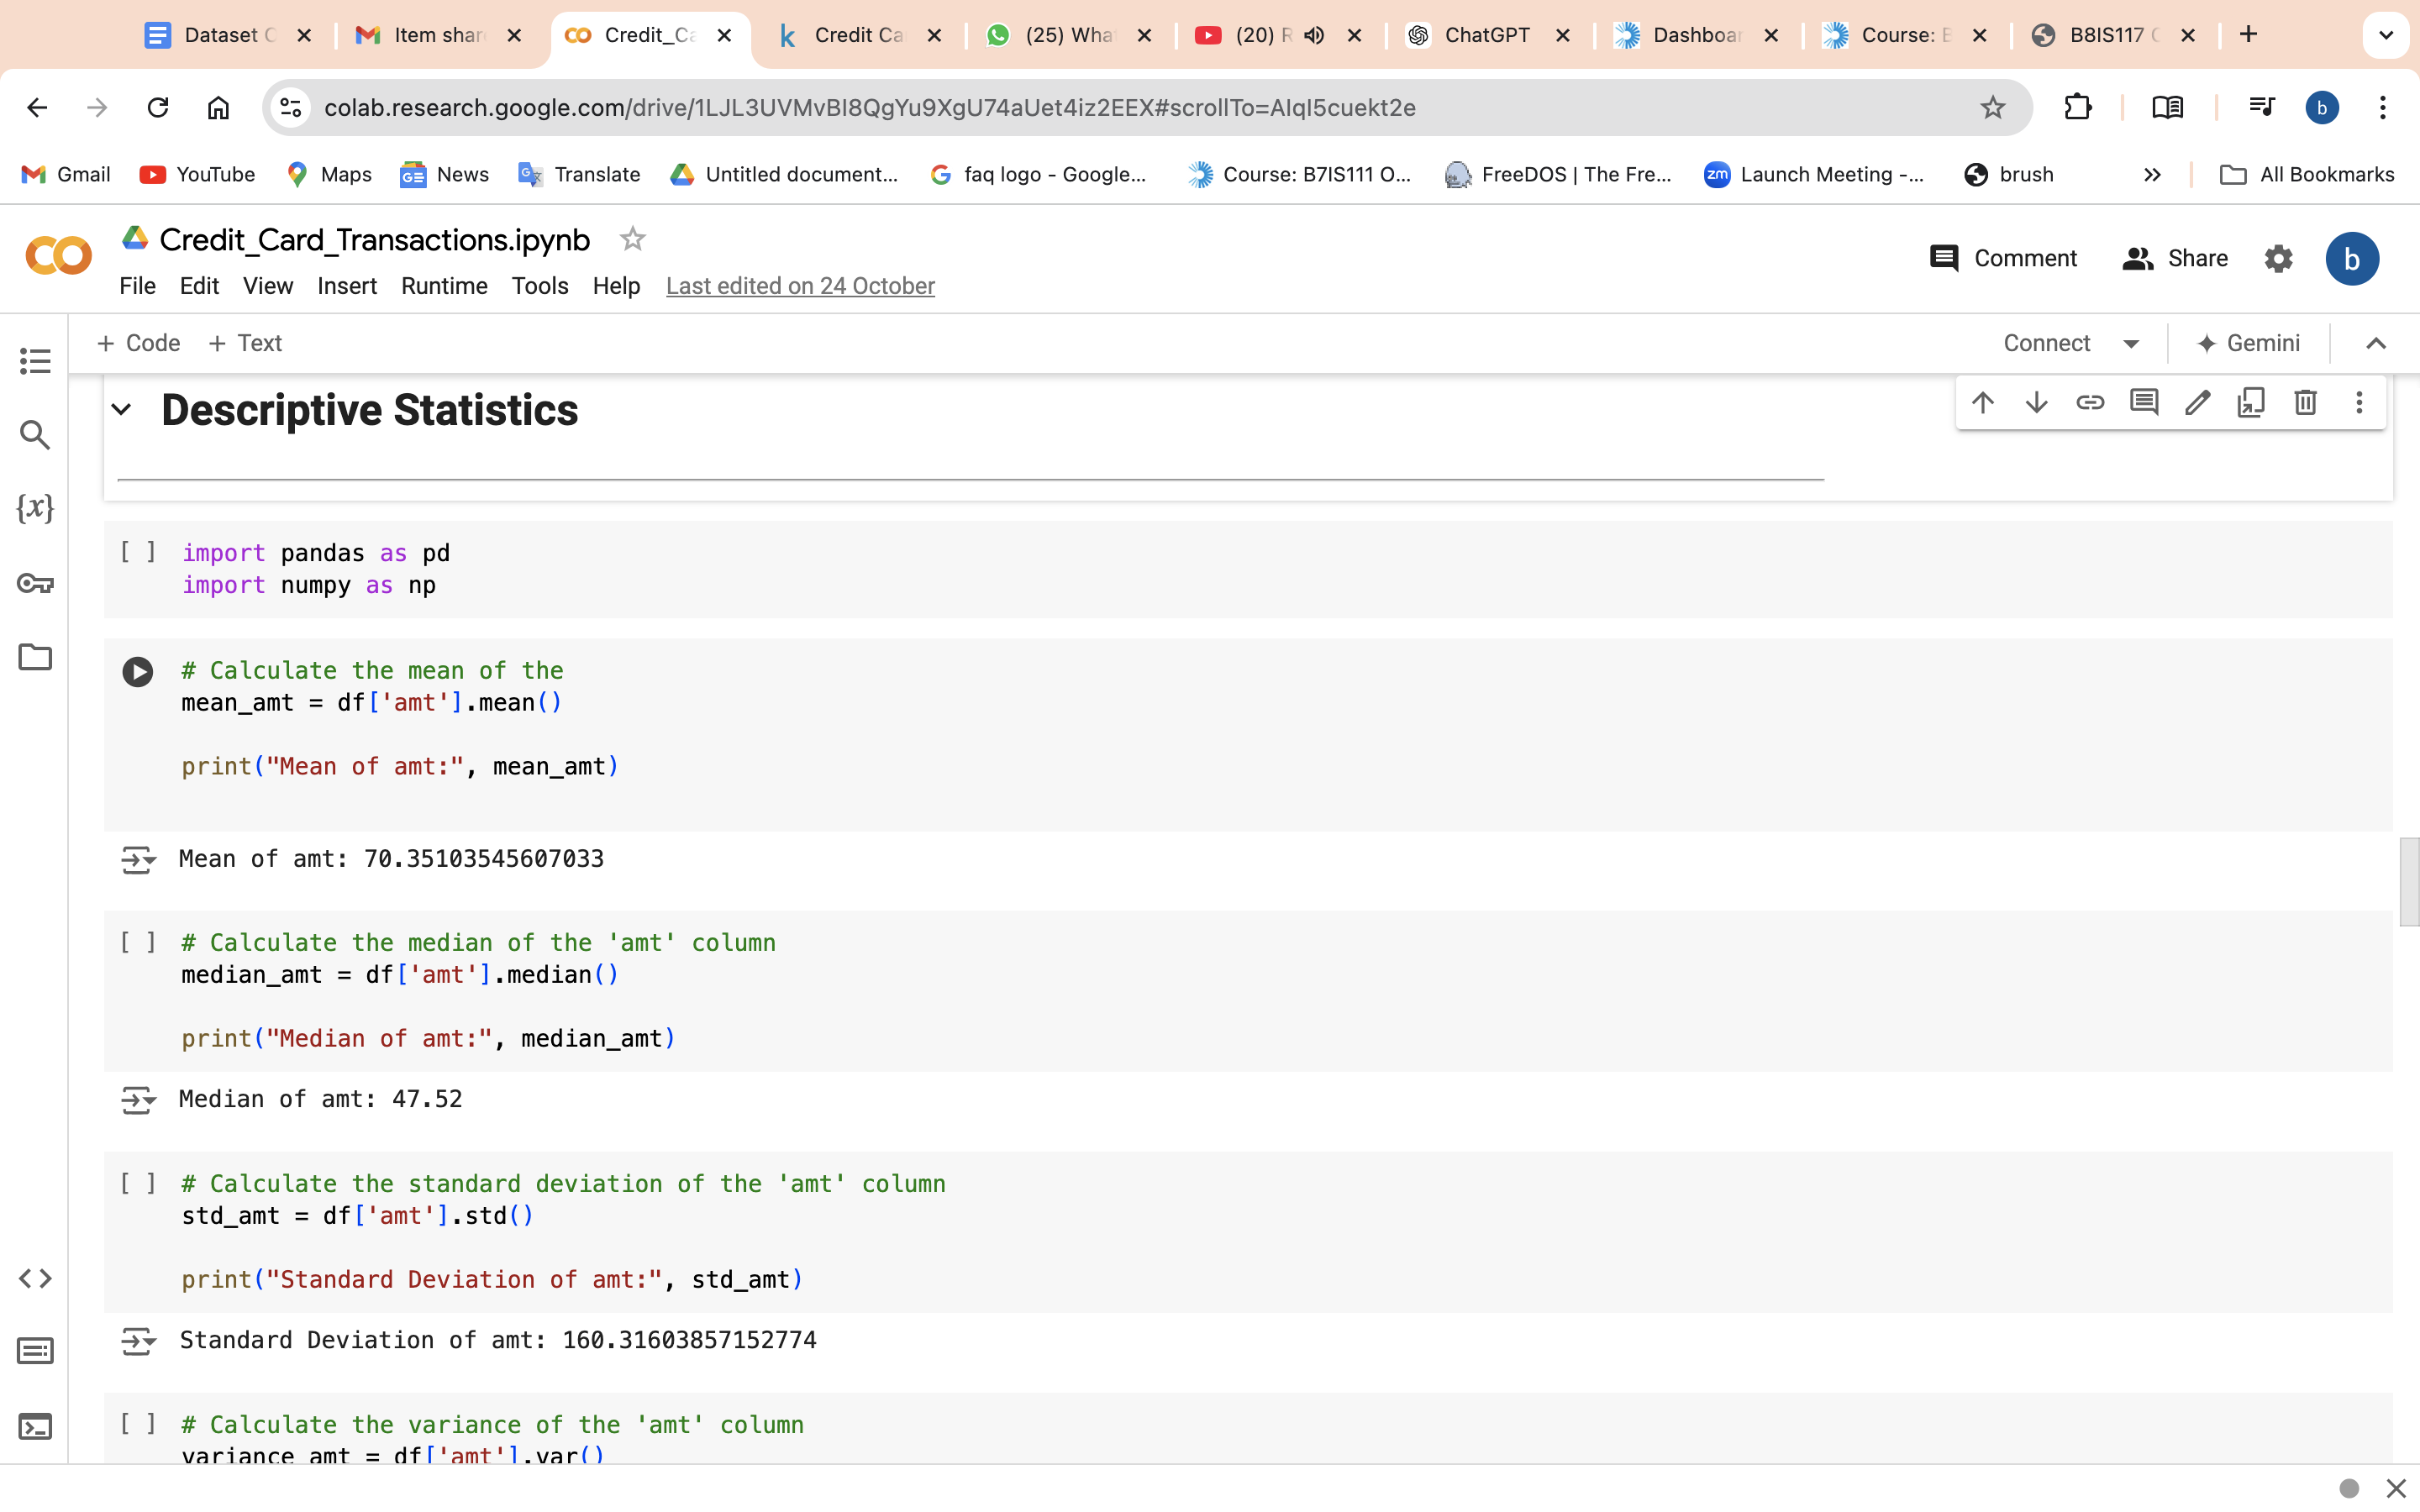 Dataset C
Item shar
Credit_Ca
Credit Ca
(25) Wha
(20) R
ChatGPT
Dashboar
Course: B
B8IS117 C
colab.research.google.com/drive/1LJL3UVMvBI8QgYu9XgU74aUet4iz2EEX#scrollTo=AIqI5cuekt2e
b
Gmail
YouTube
Maps
News
Translate
Untitled document...
faq logo - Google...
Course: B7IS111 O...
FreeDOS | The Fre...
Launch Meeting -...
brush
All Bookmarks
Credit_Card_Transactions.ipynb
File Edit View Insert Runtime Tools Help Last edited on 24 October
Comment
Share
b
+ Code + Text
Connect
Gemini
Descriptive Statistics
{x}
[ ] import pandas as pd
import numpy as np
# Calculate the mean of the
mean_amt = df['amt'].mean()
print("Mean of amt:", mean_amt)
Mean of amt: 70.35103545607033
[ ] # Calculate the median of the 'amt' column
median_amt = df['amt'].median()
print("Median of amt:", median_amt)
Median of amt: 47.52
[ ] # Calculate the standard deviation of the 'amt' column
std_amt = df['amt'].std()
print("Standard Deviation of amt:", std_amt)
Standard Deviation of amt: 160.31603857152774
[ ] # Calculate the variance of the 'amt' column
variance_amt = df['amt'].var()